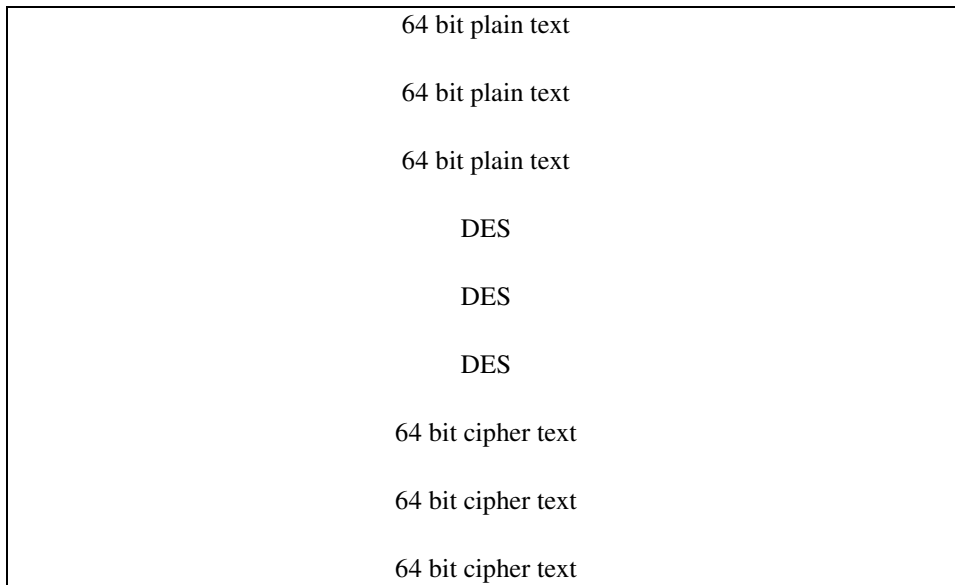 64 bit plain text
64 bit plain text
64 bit plain text
DES
DES
DES
64 bit cipher text
64 bit cipher text
64 bit cipher text